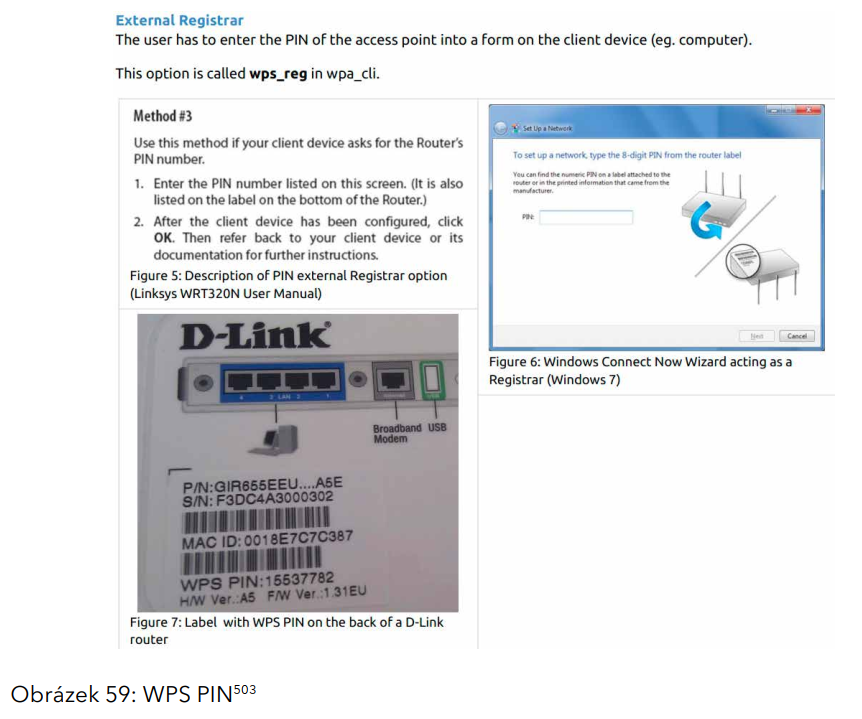 External Registrar
The user has to enter the PIN of the access point into a form on the client device (eg. computer).
This option is called wps_reg in wpa_cli.
Method #3
Use this method if your client device asks for the Router's
PIN number.
1. Enter the PIN number listed on this screen. (It is also
listed on the label on the bottom of the Router.)
2. After the client device has been configured, click
OK. Then refer back to your client device or its
documentation for further instructions.
Figure 5: Description of PIN external Registrar option
(Linksys WRT320N User Manual)
Set Up a Network
To set up a network, type the 8-digit PIN from the router label
You can find the numeric PIN on a label attached to the
router or in the printed information that came from the
manufacturer.
PIN:
Next Cancel
Figure 6: Windows Connect Now Wizard acting as a
Registrar (Windows 7)
D-Link
4 3 LAN 2 1
USB
Broadband USB
Modem
P/N:GIR655EEU....A5E
S/N: F3DC4A3000302
MAC ID:0018E7C7C387
WPS PIN:15537782
H/W Ver.:A5 F/W Ver.:1.31EU
Figure 7: Label with WPS PIN on the back of a D-Link
router
Obrázek 59: WPS PIN503